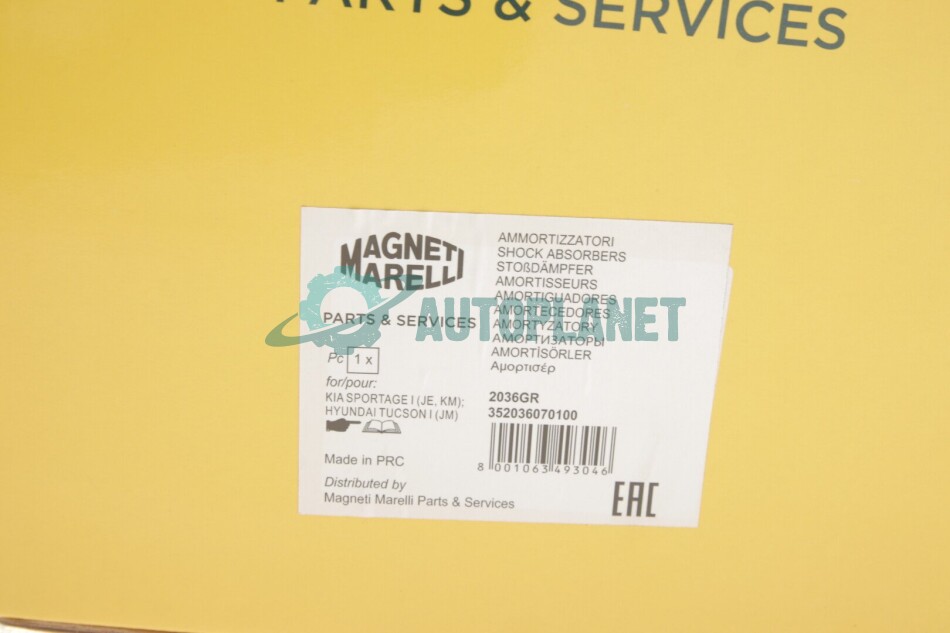 PARTS & SERVICES
MAGNETI
MARELLI
PARTS & SERVICES
Pc 1 x
for/pour:
KIA SPORTAGE I (JE, KM);
HYUNDAI TUCSON I (JM)
Made in PRC
Distributed by
Magneti Marelli Parts & Services
AMMORTIZZATORI
SHOCK ABSORBERS
STOßDÄMPFER
AMORTISSEURS
AMORTIGUADORES
AMORTECEDORES
AMORTYZATORY
АМОРТИЗАТОРЫ
AMORTİSÖRLER
Αμορτισέρ
2036GR
352036070100
8 001063 493046
EAC
AUTOPLANET